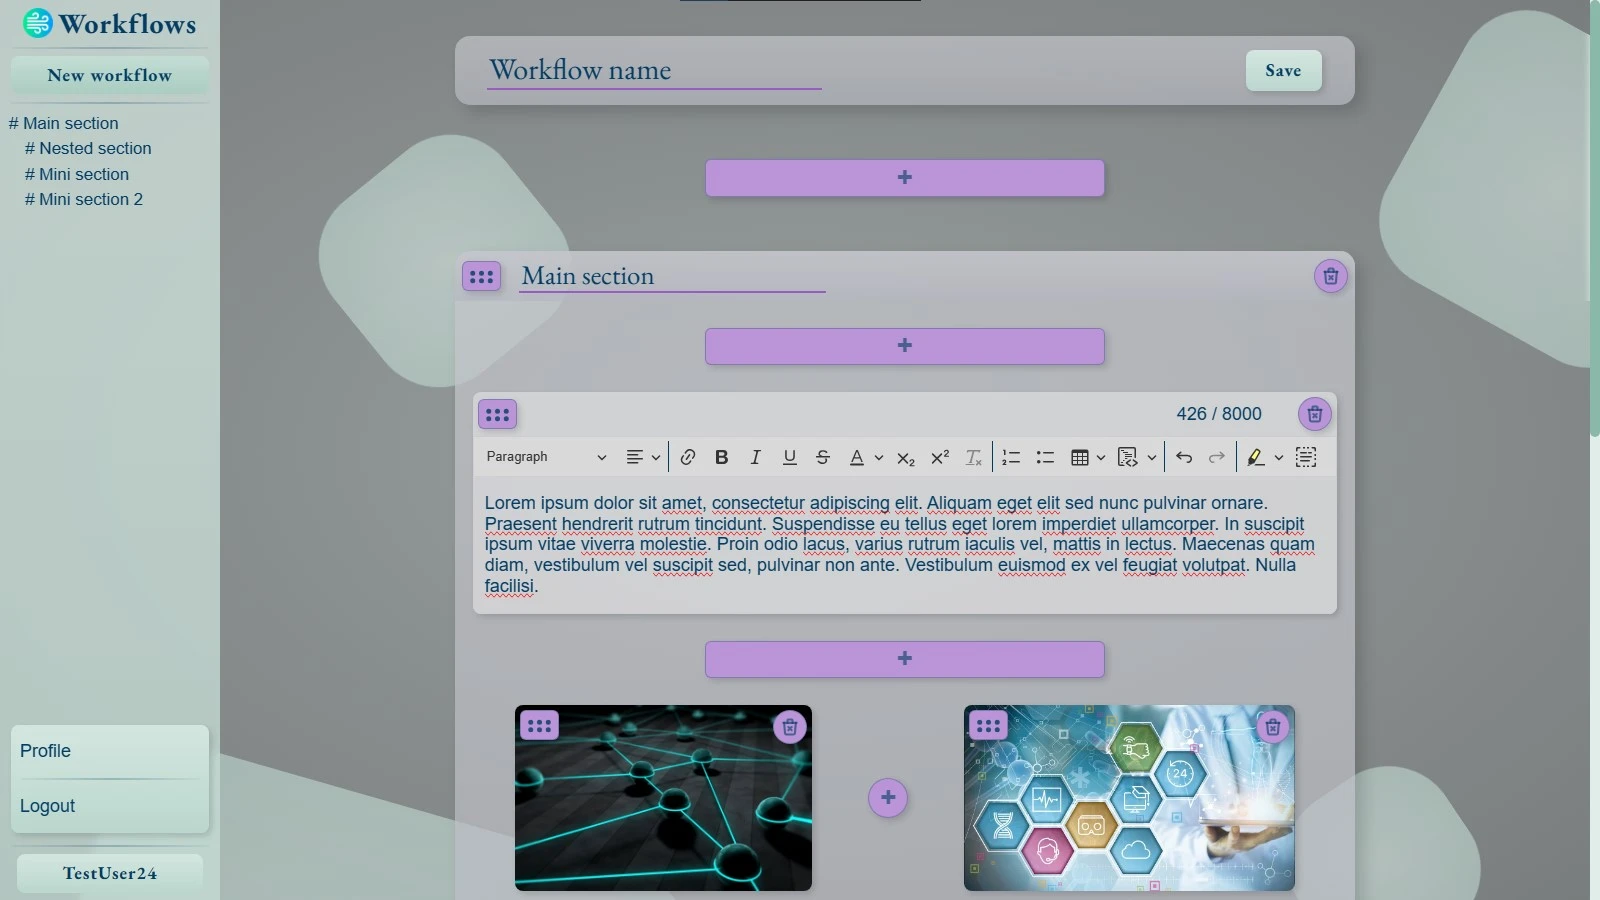 Workflows
New workflow
# Main section
# Nested section
# Mini section
# Mini section 2
Profile
Logout
TestUser24
Workflow name
Save
+
Main section
+
426 / 8000
Paragraph
B I U S A x₂ x² Tx
Lorem ipsum dolor sit amet, consectetur adipiscing elit. Aliquam eget elit sed nunc pulvinar ornare.
Praesent hendrerit rutrum tincidunt. Suspendisse eu tellus eget lorem imperdiet ullamcorper. In suscipit
ipsum vitae viverra molestie. Proin odio lacus, varius rutrum iaculis vel, mattis in lectus. Maecenas quam
diam, vestibulum vel suscipit sed, pulvinar non ante. Vestibulum euismod ex vel feugiat volutpat. Nulla
facilisi.
+
+
24